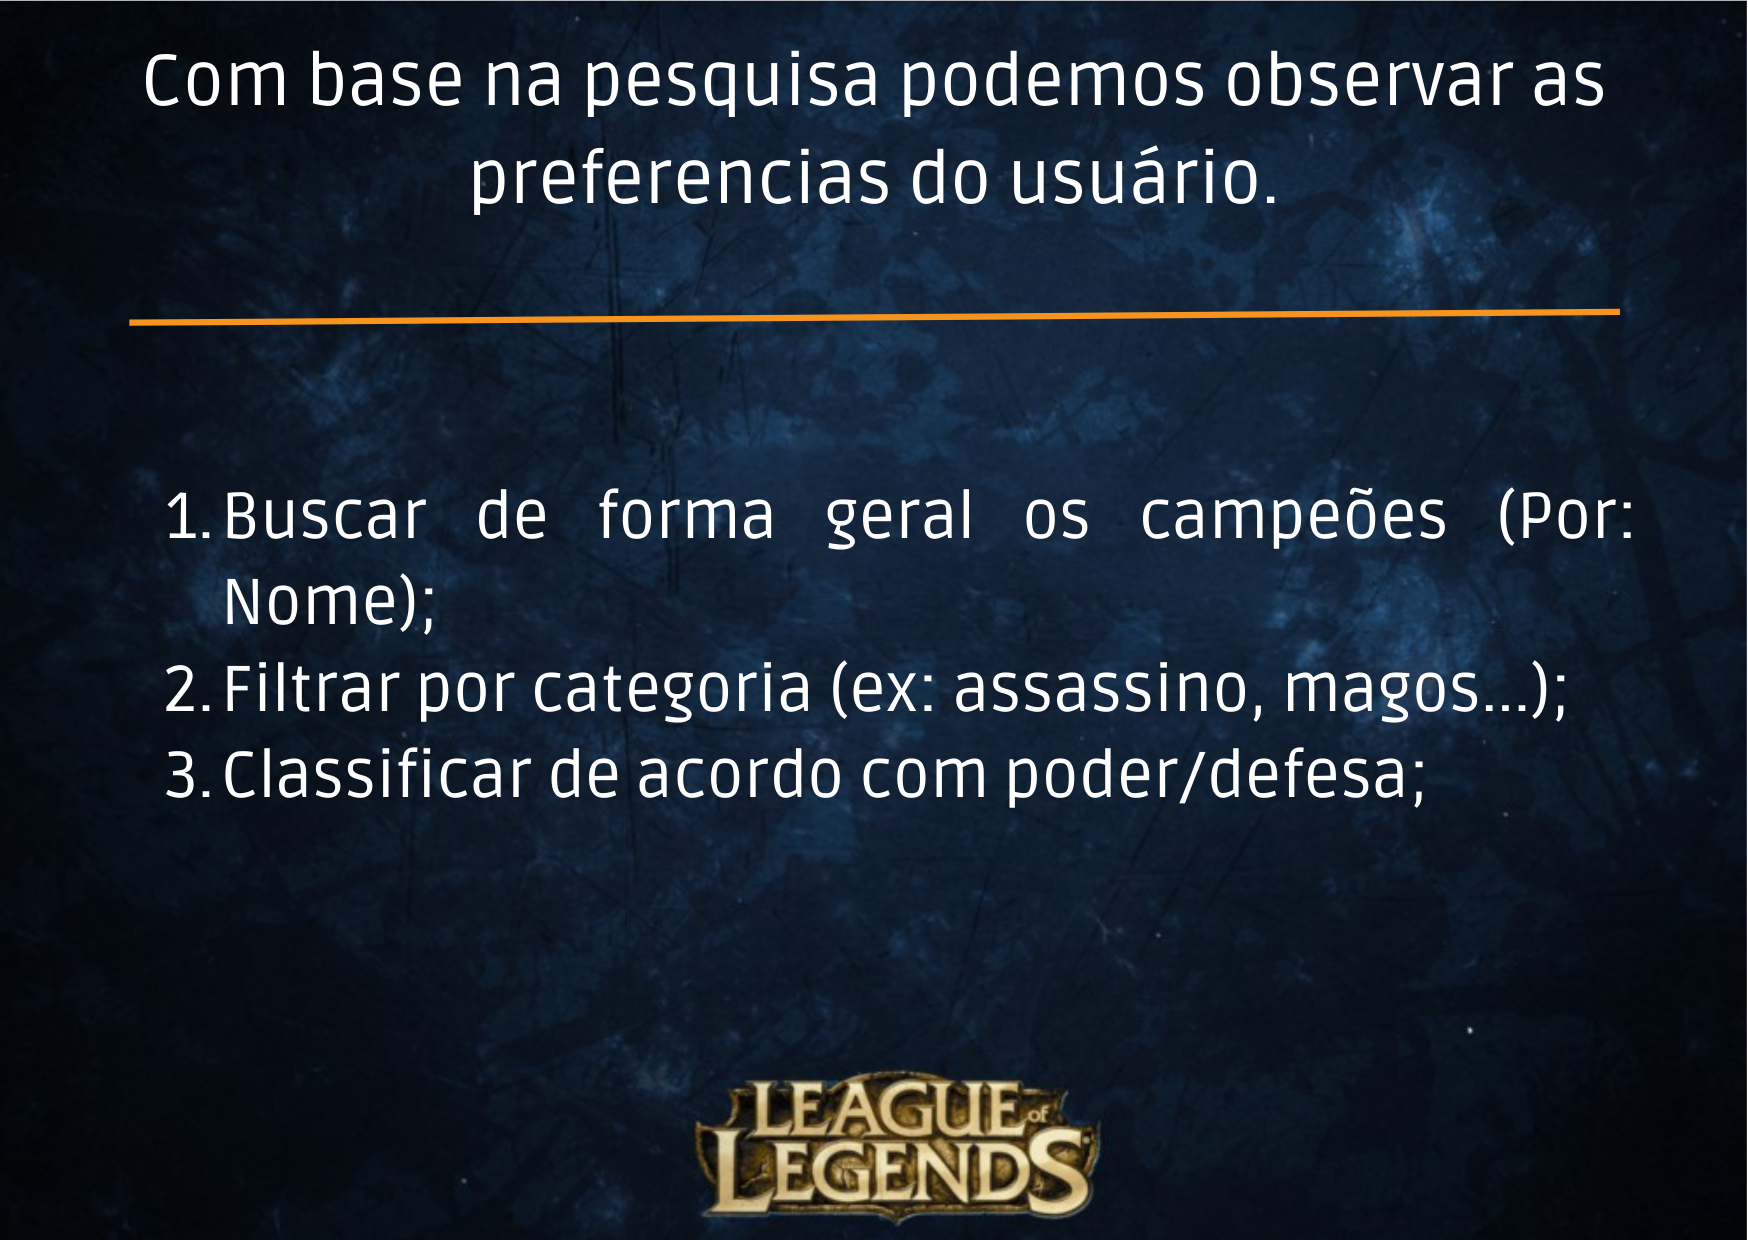 Com base na pesquisa podemos observar as
preferencias do usuário.
1. Buscar de forma geral os campeões (Por:
Nome);
2. Filtrar por categoria (ex: assassino, magos...);
3. Classificar de acordo com poder/defesa;
LEAGUE of
LEGENDS